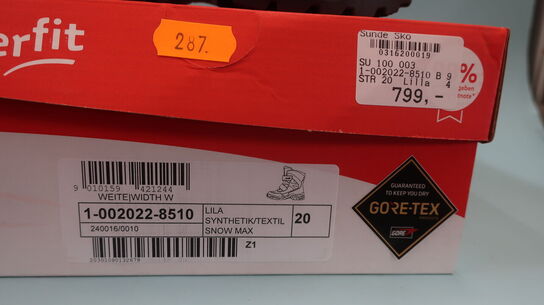 erfit
287.
Sunde Sko
0316200019
SU 100 003
1-002022-8510 B 9
STR 20 Lilla 4
799,-
%
geben
9 010159 421244
WEITE|WIDTH W
1-002022-8510
240016/0010
LILA
SYNTHETIK/TEXTIL
SNOW MAX
20
Z1
GUARANTEED
TO KEEP YOU DRY
GORE-TEX
GORE